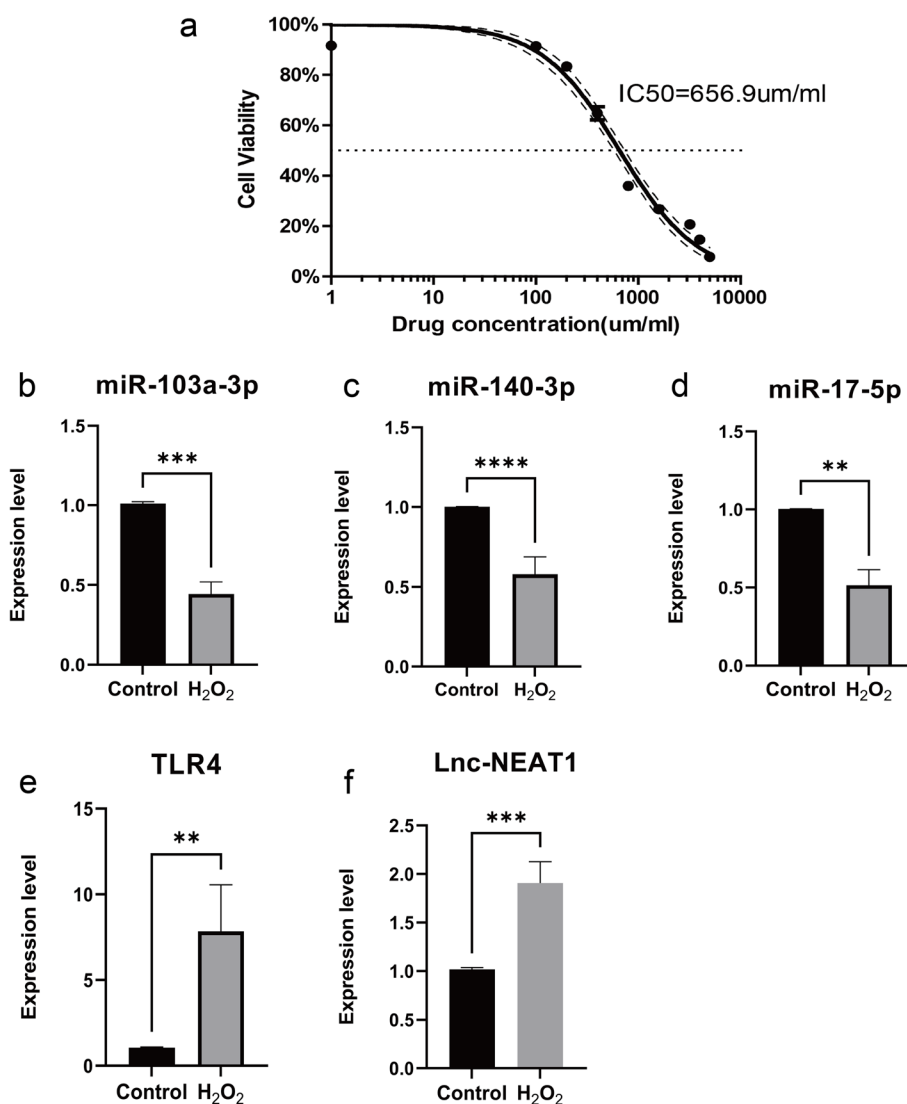 a
100%
80%
60%
40%
20%
0%
Cell Viability
IC50=656.9um/ml
1 10 100 1000 10000
Drug concentration(um/ml)
b miR-103a-3p
1.5
1.0
0.5
0.0
Expression level
***
Control H₂O₂
c miR-140-3p
1.5
1.0
0.5
0.0
Expression level
****
Control H₂O₂
d miR-17-5p
1.5
1.0
0.5
0.0
Expression level
**
Control H₂O₂
e TLR4
15
10
5
0
Expression level
**
Control H₂O₂
f Lnc-NEAT1
2.5
2.0
1.5
1.0
0.5
0.0
Expression level
***
Control H₂O₂